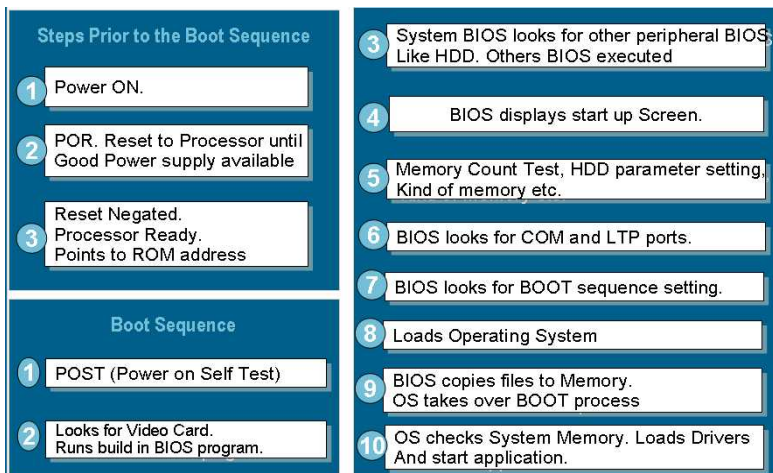 Steps Prior to the Boot Sequence
1
Power ON.
2
POR. Reset to Processor until
Good Power supply available
3
Reset Negated.
Processor Ready.
Points to ROM address
Boot Sequence
1
POST (Power on Self Test)
2
Looks for Video Card.
Runs build in BIOS program.
3
System BIOS looks for other peripheral BIOS
Like HDD. Others BIOS executed
4
BIOS displays start up Screen.
5
Memory Count Test, HDD parameter setting,
Kind of memory etc.
6
BIOS looks for COM and LTP ports.
7
BIOS looks for BOOT sequence setting.
8
Loads Operating System
9
BIOS copies files to Memory.
OS takes over BOOT process
10
OS checks System Memory. Loads Drivers
And start application.